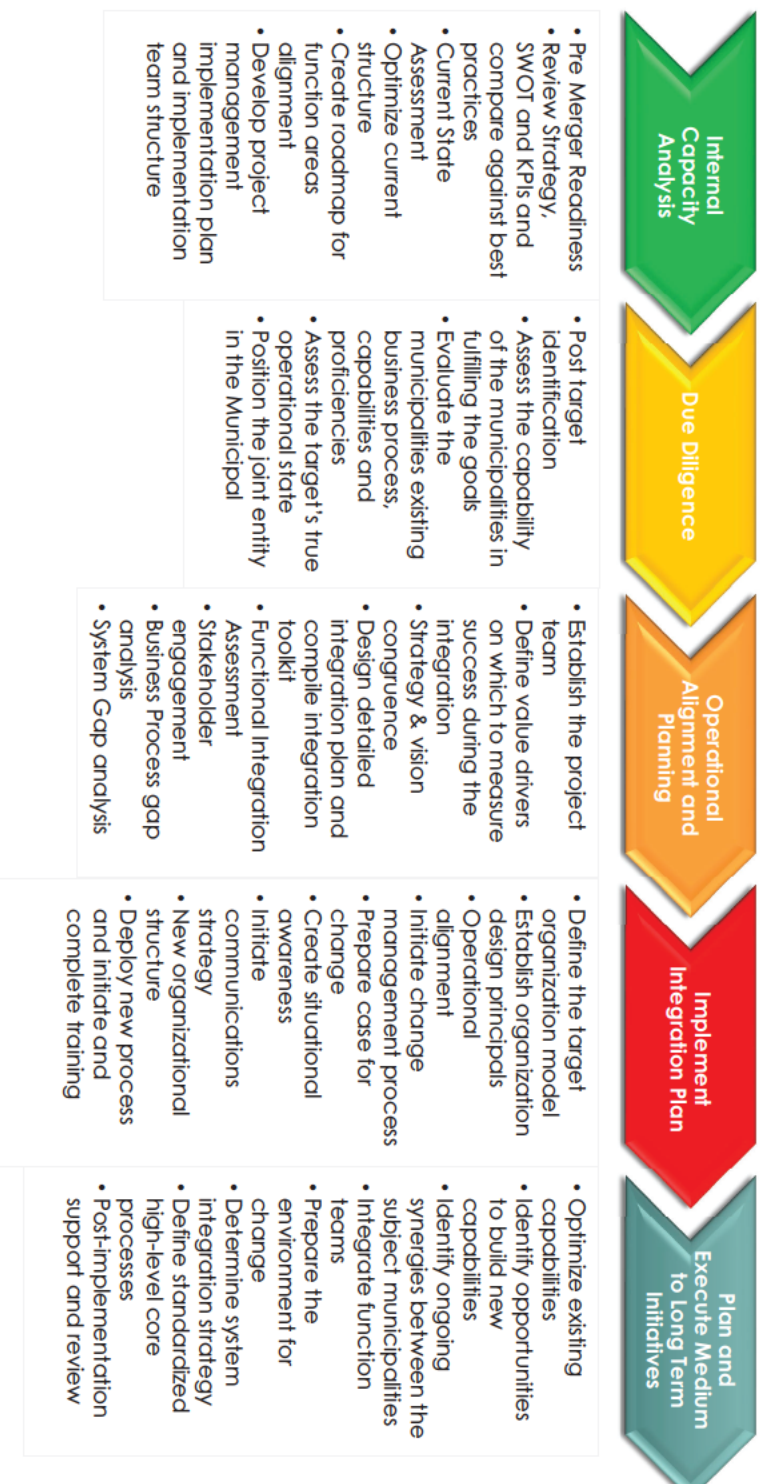 Internal
Capacity
Analysis
• Pre Merger Readiness
• Review Strategy,
SWOT and KPIs and
compare against best
practices
• Current State
Assessment
• Optimize current
structure
• Create roadmap for
function areas
alignment
• Develop project
management
implementation plan
and implementation
team structure
Due Diligence
• Post target
identification
• Assess the capability
of the municipalities in
fulfilling the goals
• Evaluate the
municipalities existing
business process,
capabilities and
proficiencies
• Assess the target's true
operational state
• Position the joint entity
in the Municipal
Operational
Alignment and
Planning
• Establish the project
team
• Define value drivers
on which to measure
success during the
integration
• Strategy & vision
congruence
• Design detailed
integration plan and
compile integration
toolkit
• Functional Integration
Assessment
• Stakeholder
engagement
• Business Process gap
analysis
• System Gap analysis
Implement
Integration Plan
• Define the target
organization model
• Establish organization
design principals
• Operational
alignment
• Initiate change
management process
• Prepare case for
change
• Create situational
awareness
• Initiate
communications
strategy
• New organizational
structure
• Deploy new process
and initiate and
complete training
Plan and
Execute Medium
to Long Term
Initiatives
• Optimize existing
capabilities
• Identify opportunities
to build new
capabilities
• Identify ongoing
synergies between the
subject municipalities
• Integrate function
teams
• Prepare the
environment for
change
• Determine system
integration strategy
• Define standardized
high-level core
processes
• Post-implementation
support and review